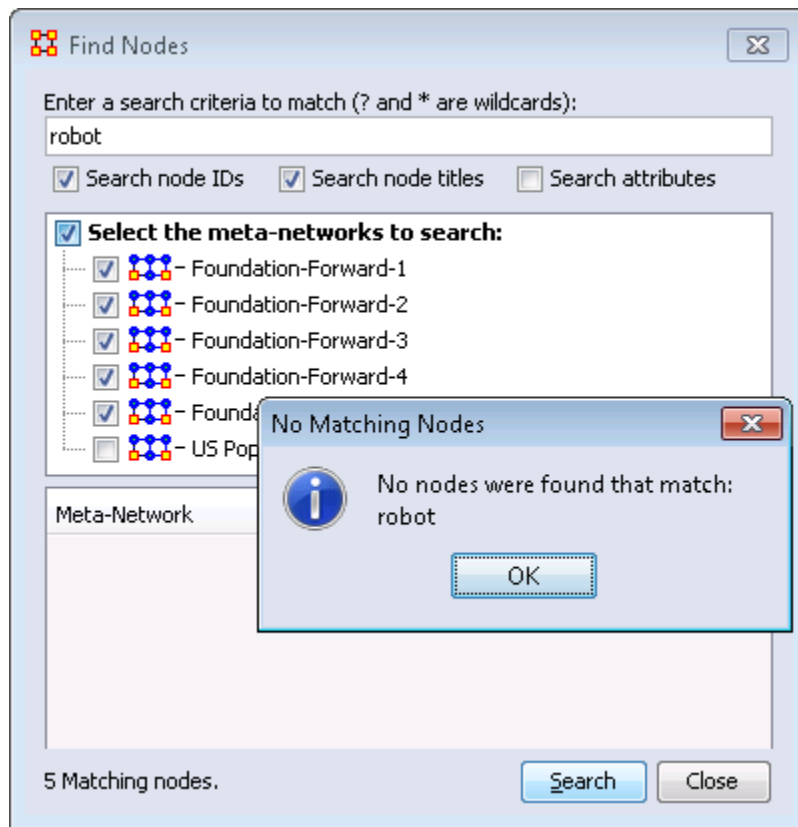 Find Nodes
Enter a search criteria to match (? and * are wildcards):
robot
Search node IDs Search node titles Search attributes
Select the meta-networks to search:
Foundation-Forward-1
Foundation-Forward-2
Foundation-Forward-3
Foundation-Forward-4
US
No Matching Nodes
No nodes were found that match:
robot
OK
Meta-Network
5 Matching nodes.
Search Close